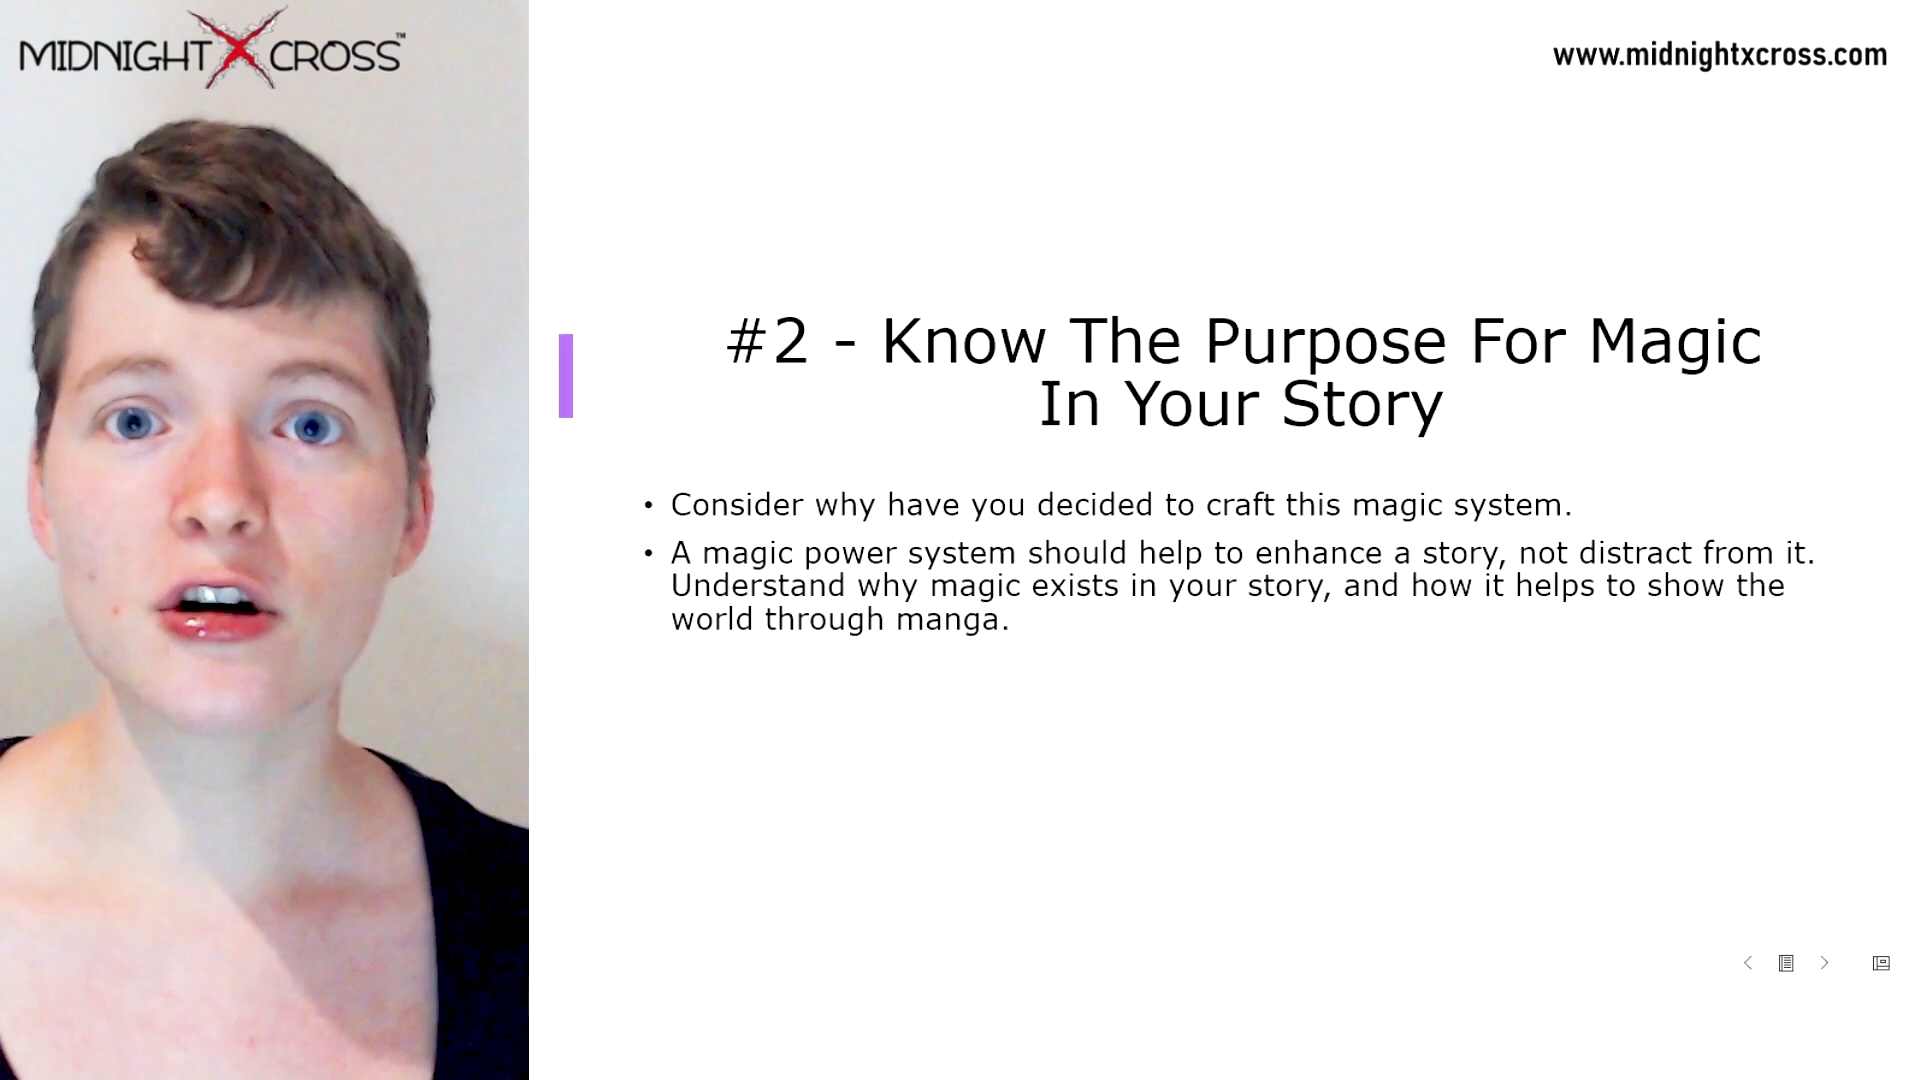 MIDNIGHT X CROSS™
www.midnightxcross.com
#2 - Know The Purpose For Magic
In Your Story
• Consider why have you decided to craft this magic system.
• A magic power system should help to enhance a story, not distract from it.
Understand why magic exists in your story, and how it helps to show the
world through manga.